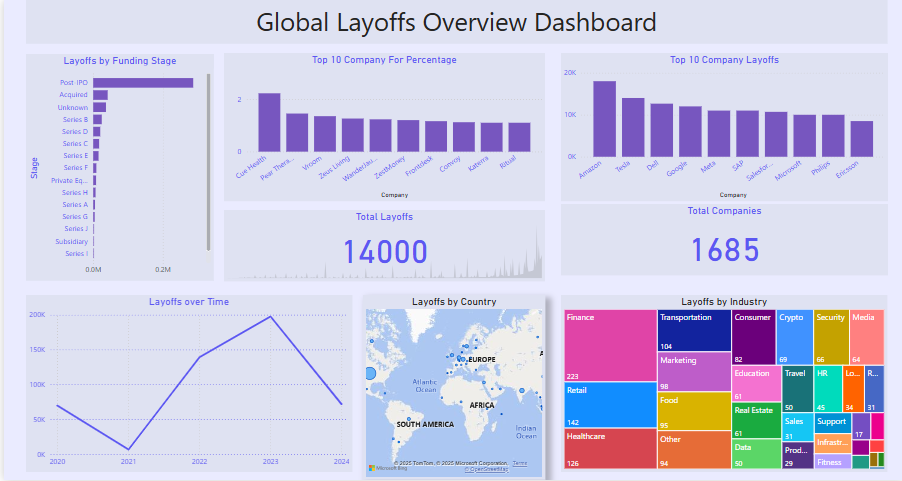 Global Layoffs Overview Dashboard
Layoffs by Funding Stage
Stage
Post-IPO
Acquired
Unknown
Series B
Series D
Series C
Series E
Series F
Private Eq...
Series H
Series A
Series G
Series J
Subsidiary
Series I
0.0M 0.2M
Top 10 Company For Percentage
2
0
Cue Health
Pear Thera...
Vroom
Zeus Living
Wanderlau...
ZestMoney
Frontdesk
Convoy
Katerra
Ritual
Company
Top 10 Company Layoffs
20K
10K
0K
Amazon
Tesla
Dell
Google
Meta
SAP
Salesfor...
Microsoft
Philips
Ericsson
Company
Total Layoffs
14000
Total Companies
1685
Layoffs over Time
200K
150K
100K
50K
0K
2020 2021 2022 2023 2024
Layoffs by Country
EUROPE
Atlantic
Ocean
AFRICA
SOUTH AMERICA
Indian
Ocean
Microsoft Bing
© 2025 TomTom, © 2025 Microsoft Corporation, Terms
© OpenStreetMap
Layoffs by Industry
Finance
223
Retail
142
Healthcare
126
Transportation
104
Marketing
98
Food
95
Other
94
Consumer
82
Education
61
Real Estate
61
Data
50
Crypto
69
Security
66
Media
64
Travel
50
HR
45
Lo...
34
R...
31
Sales
31
Prod...
29
Support
Infrastr...
Fitness
17